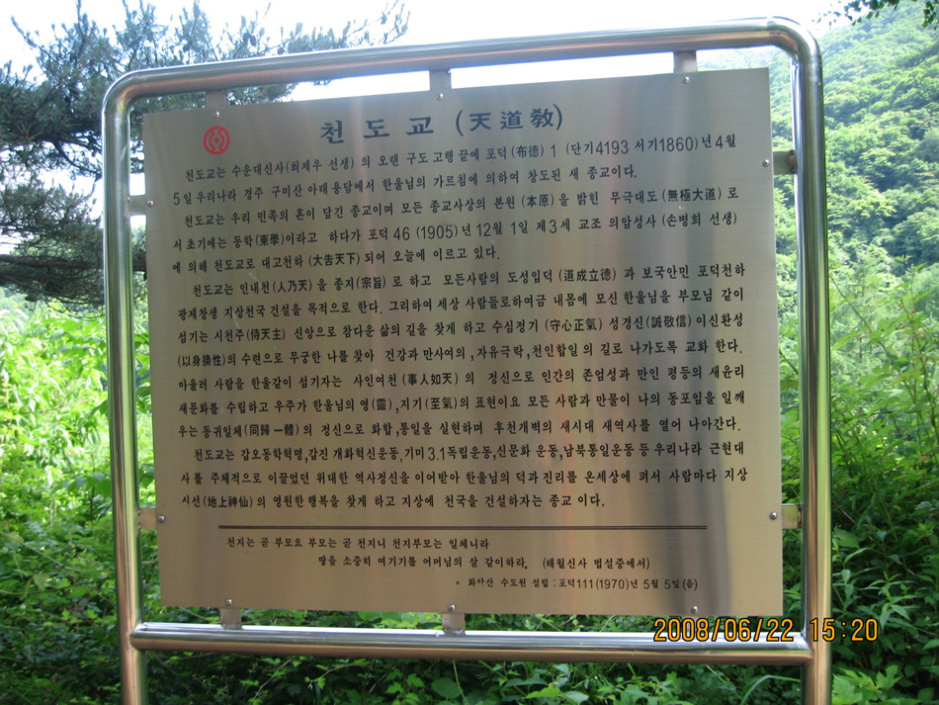 천도교 (天道敎)
천도교는 수운대신사(최제우 선생) 의 오랜 구도 고행 끝에 포덕(布德) 1 (단기4193 서기1860)년 4월
5일 우리나라 경주 구미산 아래 용담에서 한울님의 가르침에 의하여 창도된 새 종교이다.
천도교는 우리 민족의 혼이 담긴 종교이며 모든 종교사상의 본원(本原)을 밝힌 무극대도(無極大道) 로
서 초기에는 동학(東學)이라고 하다가 포덕 46 (1905)년 12월 1일 제3세 교조 의암성사 (손병희 선생)
에 의해 천도교로 대고천하 (大告天下) 되어 오늘에 이르고 있다.
천도교는 인내천(人乃天)을 종지(宗旨)로 하고 모든사람의 도성입덕 (道成立德) 과 보국안민 포덕천하
광제창생 지상천국 건설을 목적으로 한다. 그리하여 세상 사람들로하여금 내몸에 모신 한울님을 부모님 같이
섬기는 시천주(侍天主) 신앙으로 참다운 삶의 길을 찾게 하고 수심정기 (守心正氣) 성경신(誠敬信)이신환성
(以身換性)의 수련으로 무궁한 나를 찾아 건강과 만사여의, 자유극락, 천인합일의 길로 나가도록 교화 한다.
아울러 사람을 한울같이 섬기자는 사인여천 (事人如天)의 정신으로 인간의 존엄성과 만인 평등의 새윤리
새문화를 수립하고 우주가 한울님의 영(靈),지기(至氣)의 표현이요 모든 사람과 만물이 나의 동포임을 일깨
우는 동귀일체(同歸一體)의 정신으로 화합,통일을 실현하며 후천개벽의 새시대 새역사를 열어 나아간다.
천도교는 갑오동학혁명,갑진 개화혁신운동,기미3.1독립운동,신문화 운동,남북통일운동 등 우리나라 근현대
사를 주체적으로 이끌었던 위대한 역사정신을 이어받아 한울님의 덕과 진리를 온세상에 펴서 사람마다 지상
신선(地上神仙)의 영원한 행복을 찾게 하고 지상에 천국을 건설하자는 종교 이다.
천지는 곧 부모요 부모는 곧 천지니 천지부모는 일체니라
땅을 소중히 여기기를 어머님의 살 같이하라. (해월신사 법설중에서)
* 화악산 수도원 설립 : 포덕111(1970)년 5월 5일(음)
2008/06/22 15:20